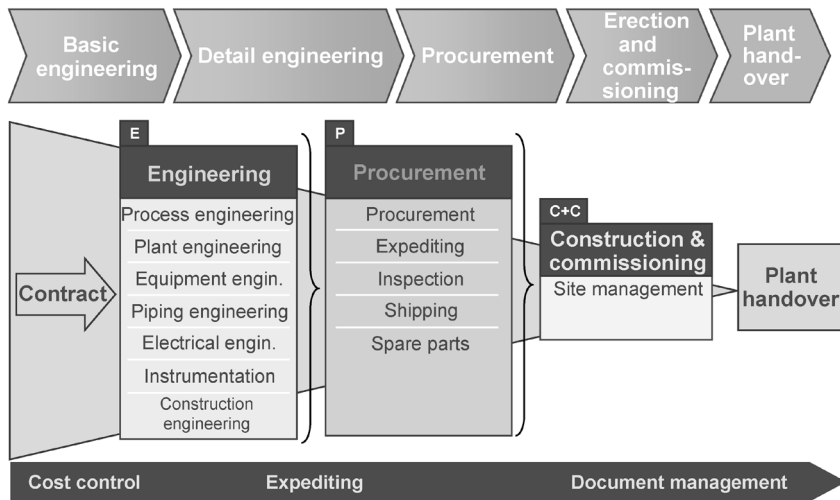 Basic
engineering
Detail engineering
Procurement
Erection
and
commis-
sioning
Plant
hand-
over
E
Engineering
Process engineering
Plant engineering
Equipment engin.
Piping engineering
Electrical engin.
Instrumentation
Construction
engineering
P
Procurement
Procurement
Expediting
Inspection
Shipping
Spare parts
C+C
Construction &
commissioning
Site management
Contract
Plant
handover
Cost control
Expediting
Document management